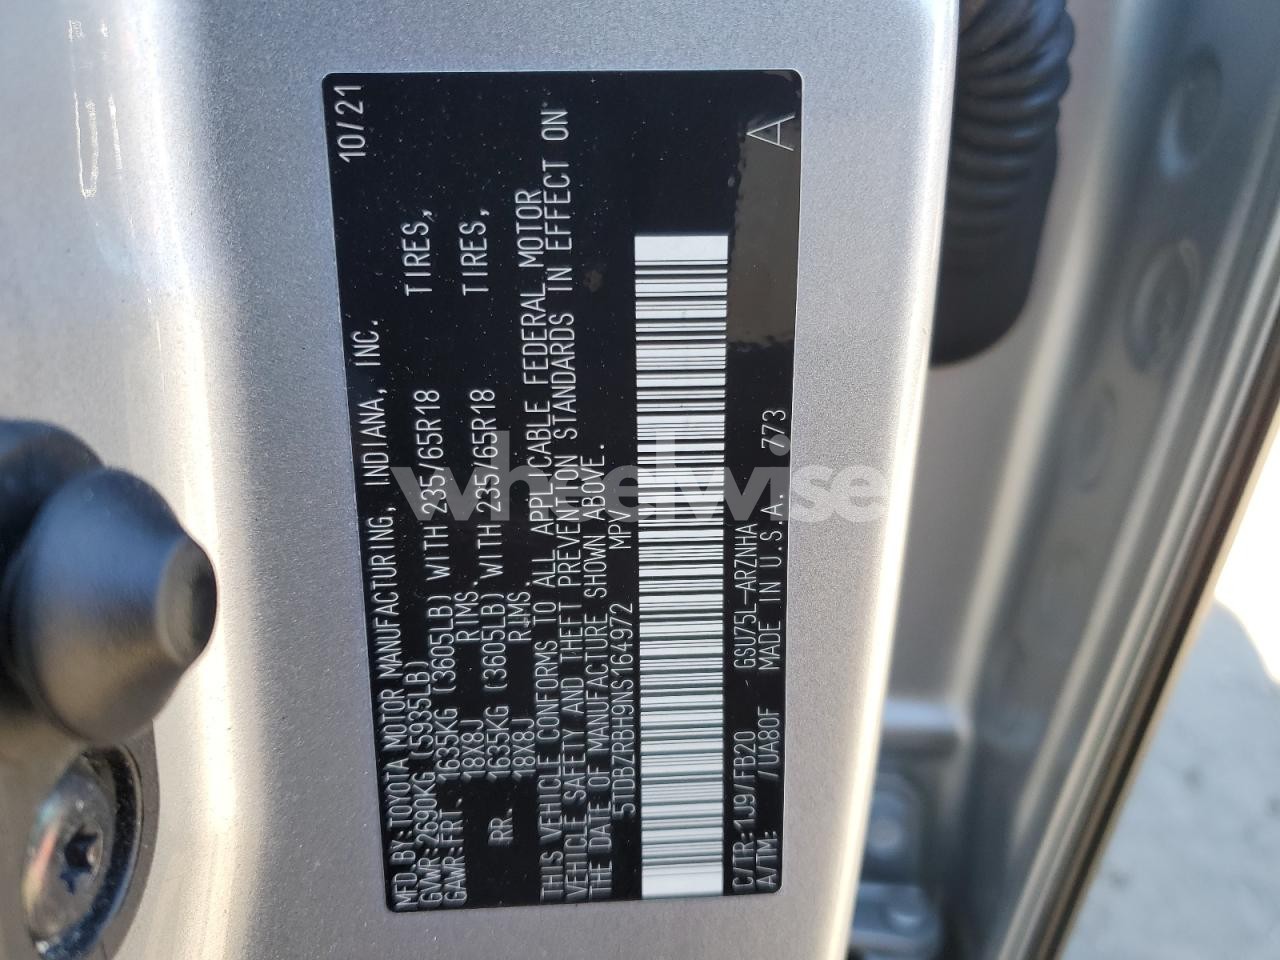 MFD.BY:TOYOTA MOTOR MANUFACTURING, INDIANA, INC. 10/21
GVWR:2690KG (5935LB)
GAWR:FRT. 1635KG (3605LB) WITH 235/65R18 TIRES,
18X8J RIMS.
RR. 1635KG (3605LB) WITH 235/65R18 TIRES,
18X8J RIMS.
THIS VEHICLE CONFORMS TO ALL APPLICABLE FEDERAL MOTOR
VEHICLE SAFETY AND THEFT PREVENTION STANDARDS IN EFFECT ON
THE DATE OF MANUFACTURE SHOWN ABOVE.
5TDBZRBH9NS164972 MPV
C/TR:1J9/FB20 GSU75L-ARZNHA
A/TM: /UA80F MADE IN U.S.A. 773
A
wheelwise